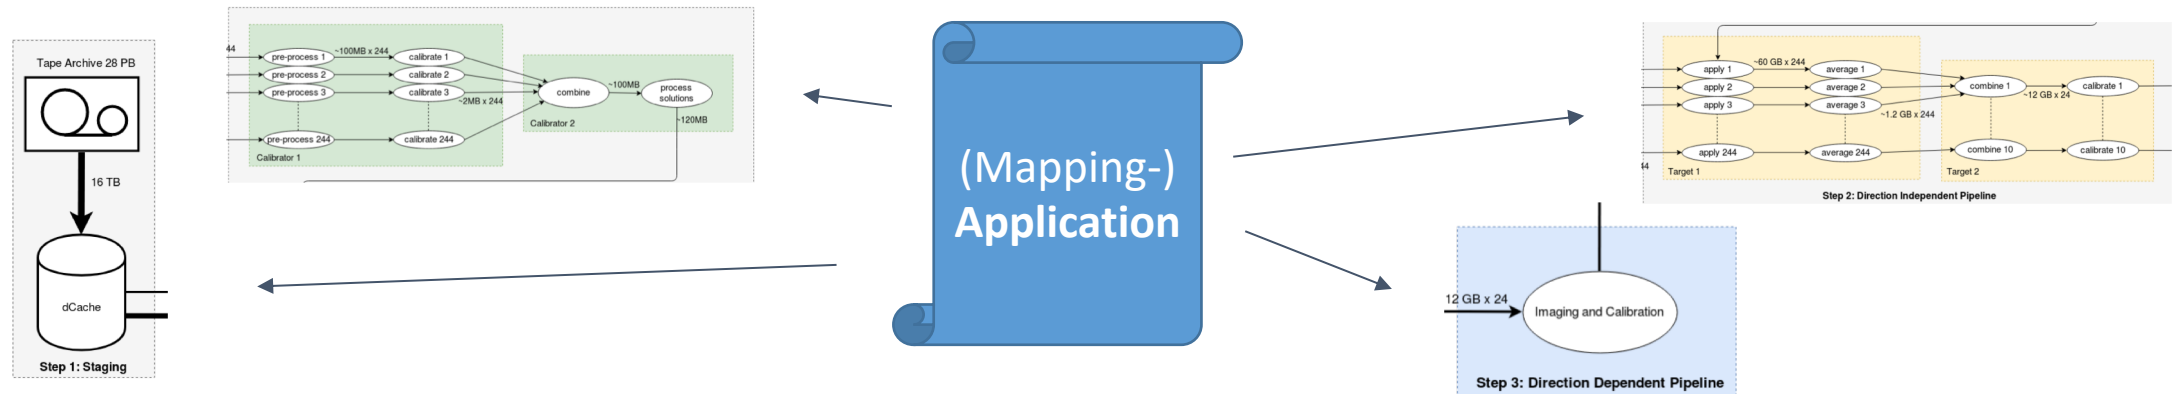 Tape Archive 28 PB
16 TB
dCache
Step 1: Staging
44
pre-process 1
~100MB x 244
calibrate 1
pre-process 2
calibrate 2
pre-process 3
calibrate 3
~2MB x 244
combine
~100MB
process
solutions
~120MB
pre-process 244
calibrate 244
Calibrator 1
Calibrator 2
(Mapping-)
Application
apply 1
~60 GB x 244
average 1
apply 2
average 2
apply 3
average 3
~1.2 GB x 244
combine 1
~12 GB x 24
calibrate 1
44
apply 244
average 244
combine 10
calibrate 10
Target 1
Target 2
Step 2: Direction Independent Pipeline
12 GB x 24
Imaging and Calibration
Step 3: Direction Dependent Pipeline